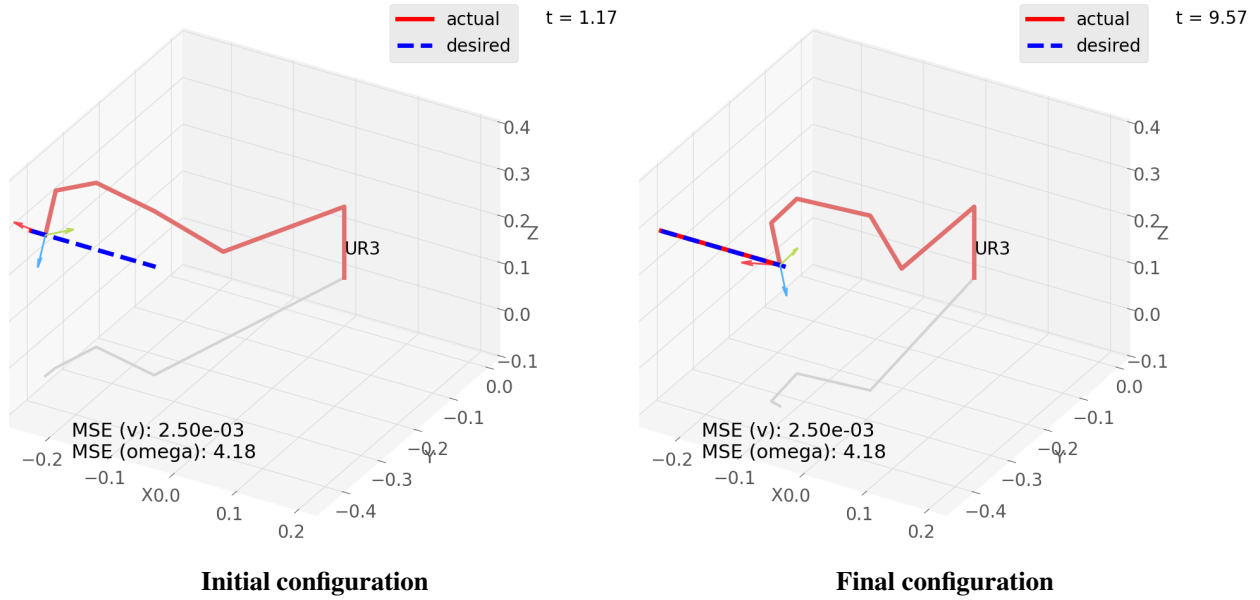 actual
desired
t = 1.17
0.4
0.3
0.2
Z
0.1
0.0
−0.1
UR3
0.0
−0.1
−0.2
Y
−0.3
−0.4
MSE (v): 2.50e-03
MSE (omega): 4.18
−0.2
−0.1
X
0.0
0.1
0.2
Initial configuration
actual
desired
t = 9.57
0.4
0.3
0.2
Z
0.1
0.0
−0.1
UR3
0.0
−0.1
−0.2
Y
−0.3
−0.4
MSE (v): 2.50e-03
MSE (omega): 4.18
−0.2
−0.1
X
0.0
0.1
0.2
Final configuration